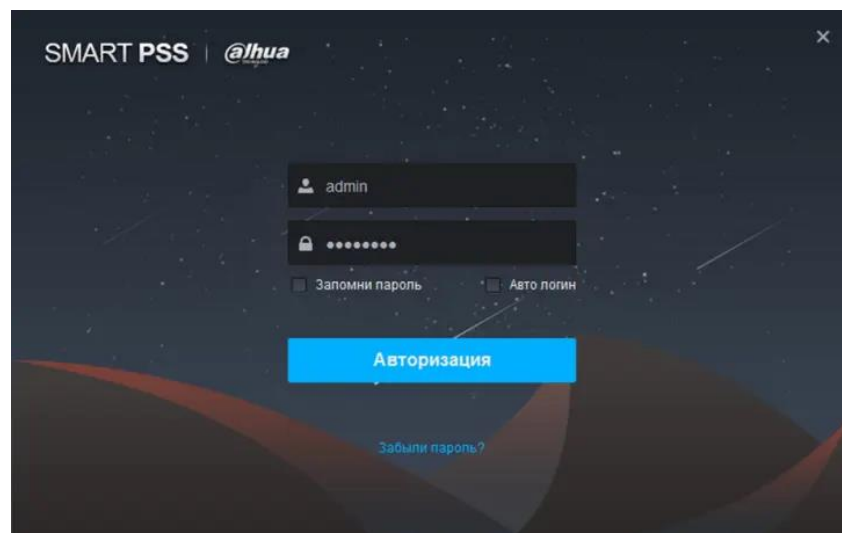 SMART PSS | alhua
admin
Запомни пароль Авто логин
Авторизация
Забыли пароль?